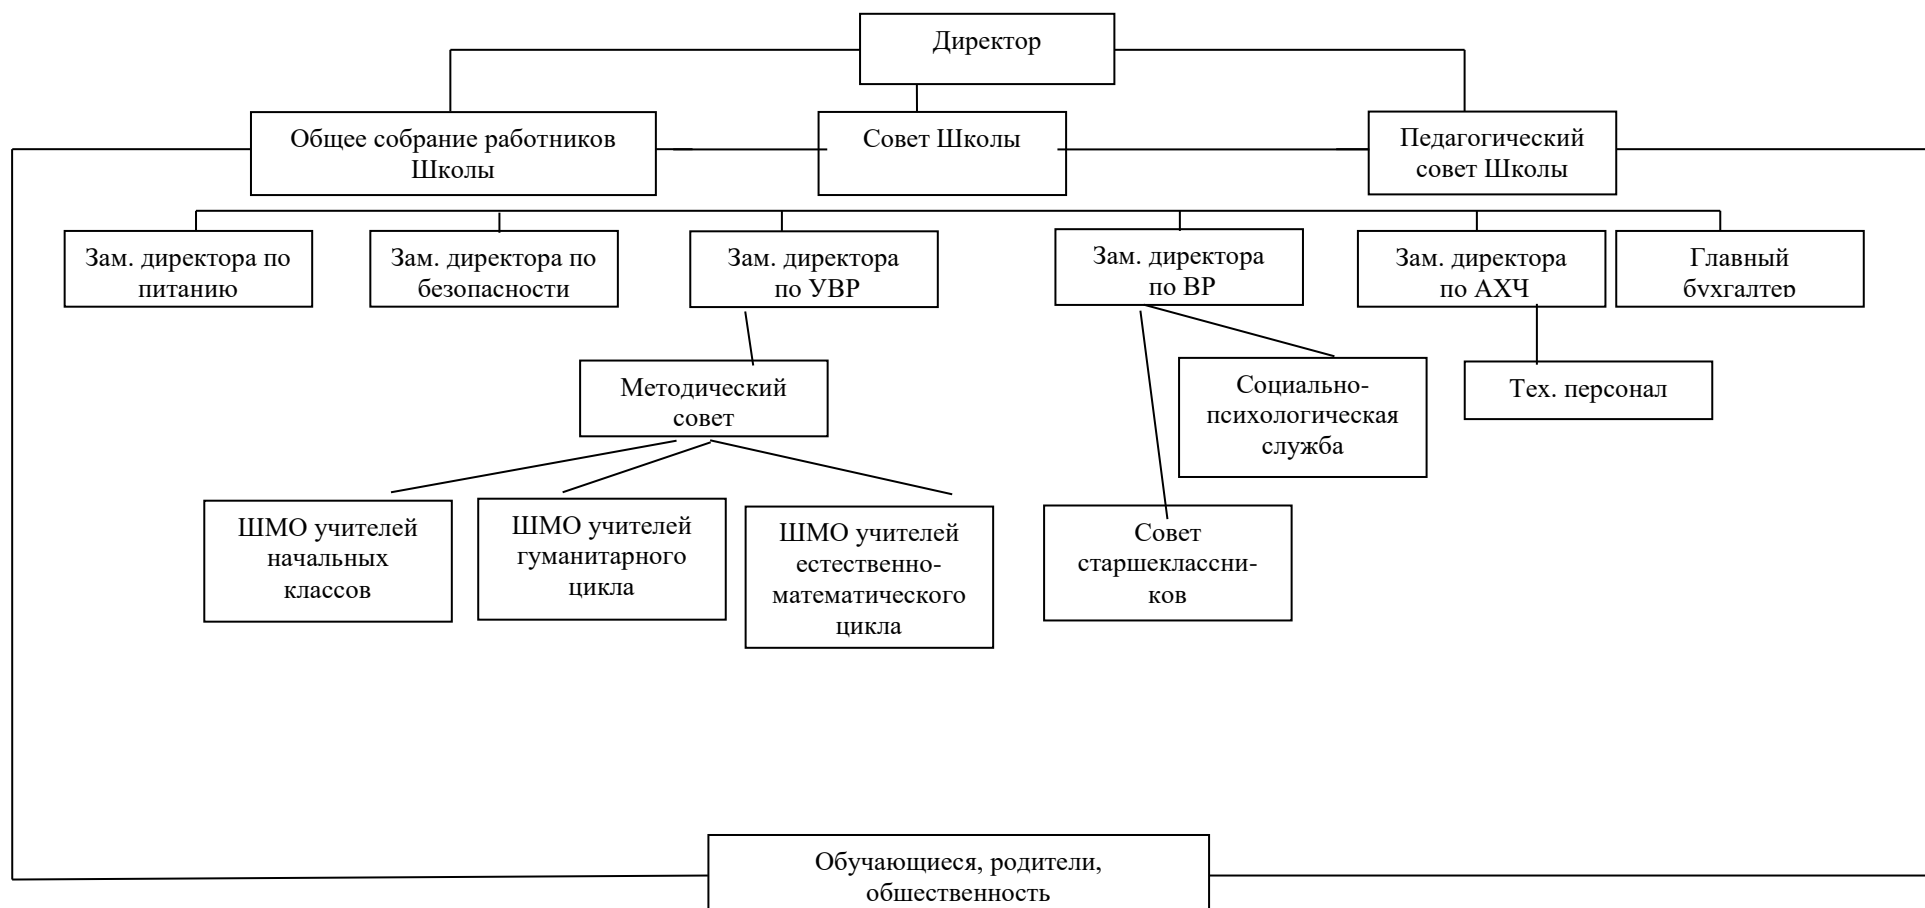 Директор
Общее собрание работников
Школы
Совет Школы
Педагогический
совет Школы
Зам. директора по
питанию
Зам. директора по
безопасности
Зам. директора
по УВР
Зам. директора
по ВР
Зам. директора
по АХЧ
Главный
бухгалтер
Методический
совет
Социально-
психологическая
служба
Тех. персонал
ШМО учителей
начальных
классов
ШМО учителей
гуманитарного
цикла
ШМО учителей
естественно-
математического
цикла
Совет
старшеклассни-
ков
Обучающиеся, родители,
общественность